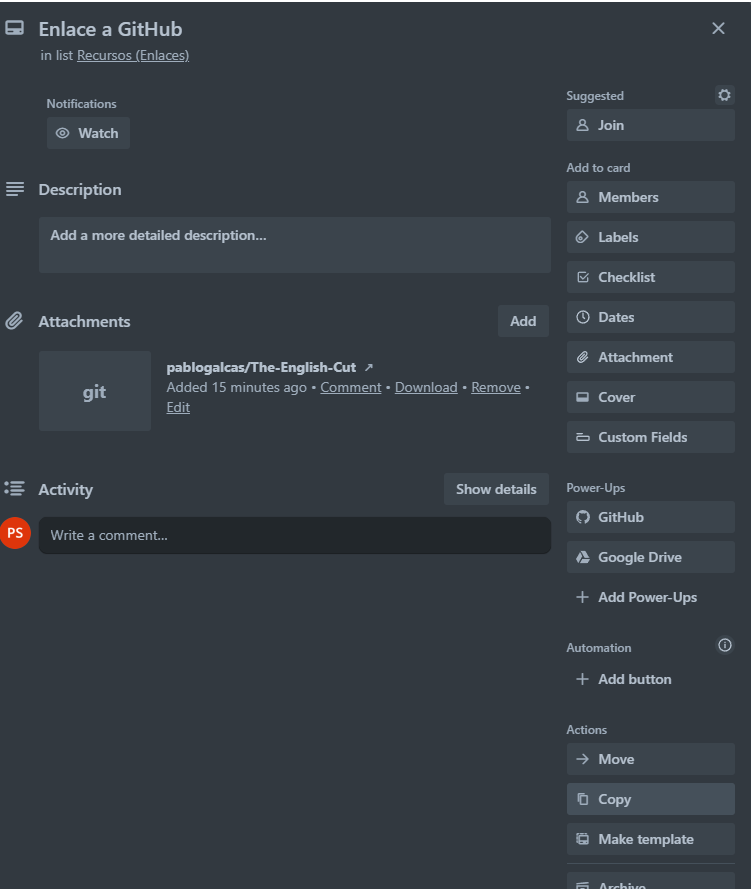 Enlace a GitHub
in list Recursos (Enlaces)
Notifications
Watch
Description
Add a more detailed description...
Attachments
Add
git
pablogalcas/The-English-Cut ↗
Added 15 minutes ago • Comment • Download • Remove •
Edit
Activity
Show details
PS
Write a comment...
Suggested
Join
Add to card
Members
Labels
Checklist
Dates
Attachment
Cover
Custom Fields
Power-Ups
GitHub
Google Drive
Add Power-Ups
Automation
Add button
Actions
Move
Copy
Make template
Archive